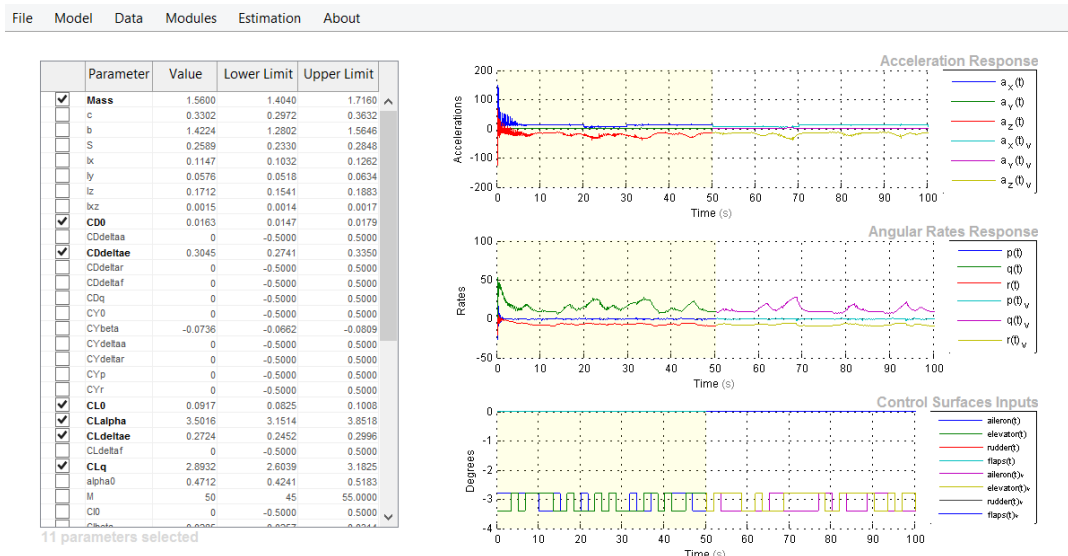 File Model Data Modules Estimation About
Parameter Value Lower Limit Upper Limit
Mass 1.5600 1.4040 1.7160
c 0.3302 0.2972 0.3632
b 1.4224 1.2802 1.5646
S 0.2589 0.2330 0.2848
Ix 0.1147 0.1032 0.1262
Iy 0.0576 0.0518 0.0634
Iz 0.1712 0.1541 0.1883
Ixz 0.0015 0.0014 0.0017
CD0 0.0163 0.0147 0.0179
CDdeltaa 0 -0.5000 0.5000
CDdeltae 0.3045 0.2741 0.3350
CDdeltar 0 -0.5000 0.5000
CDdeltaf 0 -0.5000 0.5000
CDq 0 -0.5000 0.5000
CY0 0 -0.5000 0.5000
CYbeta -0.0736 -0.0662 -0.0809
CYdeltaa 0 -0.5000 0.5000
CYdeltar 0 -0.5000 0.5000
CYp 0 -0.5000 0.5000
CYr 0 -0.5000 0.5000
CL0 0.0917 0.0825 0.1008
CLalpha 3.5016 3.1514 3.8518
CLdeltae 0.2724 0.2452 0.2996
CLdeltaf 0 -0.5000 0.5000
CLq 2.8932 2.6039 3.1825
alpha0 0.4712 0.4241 0.5183
M 50 45 55.0000
Cl0 0 -0.5000 0.5000
11 parameters selected
Acceleration Response
200
100
0
-100
-200
Accelerations
0 10 20 30 40 50 60 70 80 90 100
Time (s)
a_X(t)
a_Y(t)
a_Z(t)
a_X(t)_v
a_Y(t)_v
a_Z(t)_v
Angular Rates Response
100
50
0
-50
Rates
0 10 20 30 40 50 60 70 80 90 100
Time (s)
p(t)
q(t)
r(t)
p(t)_v
q(t)_v
r(t)_v
Control Surfaces Inputs
0
-1
-2
-3
-4
Degrees
0 10 20 30 40 50 60 70 80 90 100
Time (s)
aileron(t)
elevator(t)
rudder(t)
flaps(t)
aileron(t)v
elevator(t)v
rudder(t)v
flaps(t)v